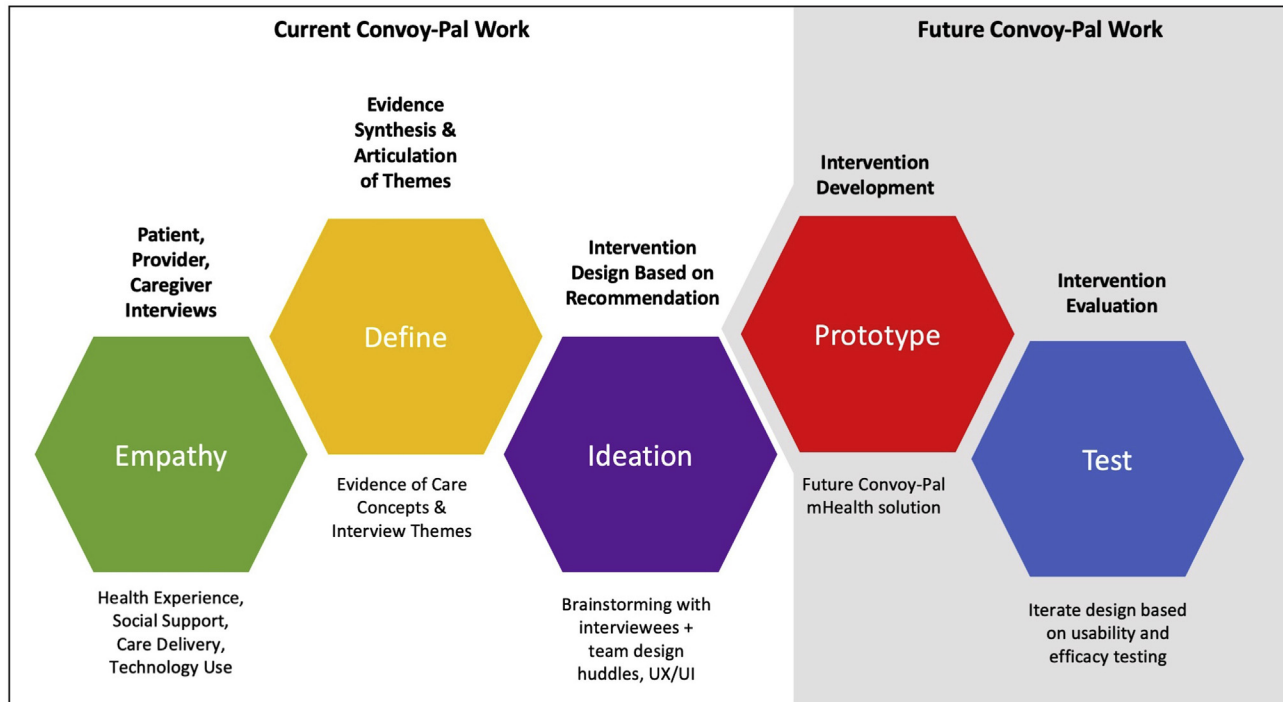 Current Convoy-Pal Work
Future Convoy-Pal Work
Patient,
Provider,
Caregiver
Interviews
Empathy
Health Experience,
Social Support,
Care Delivery,
Technology Use
Evidence
Synthesis &
Articulation
of Themes
Define
Evidence of Care
Concepts &
Interview Themes
Intervention
Design Based on
Recommendation
Ideation
Brainstorming with
interviewees +
team design
huddles, UX/UI
Intervention
Development
Prototype
Future Convoy-Pal
mHealth solution
Intervention
Evaluation
Test
Iterate design based
on usability and
efficacy testing